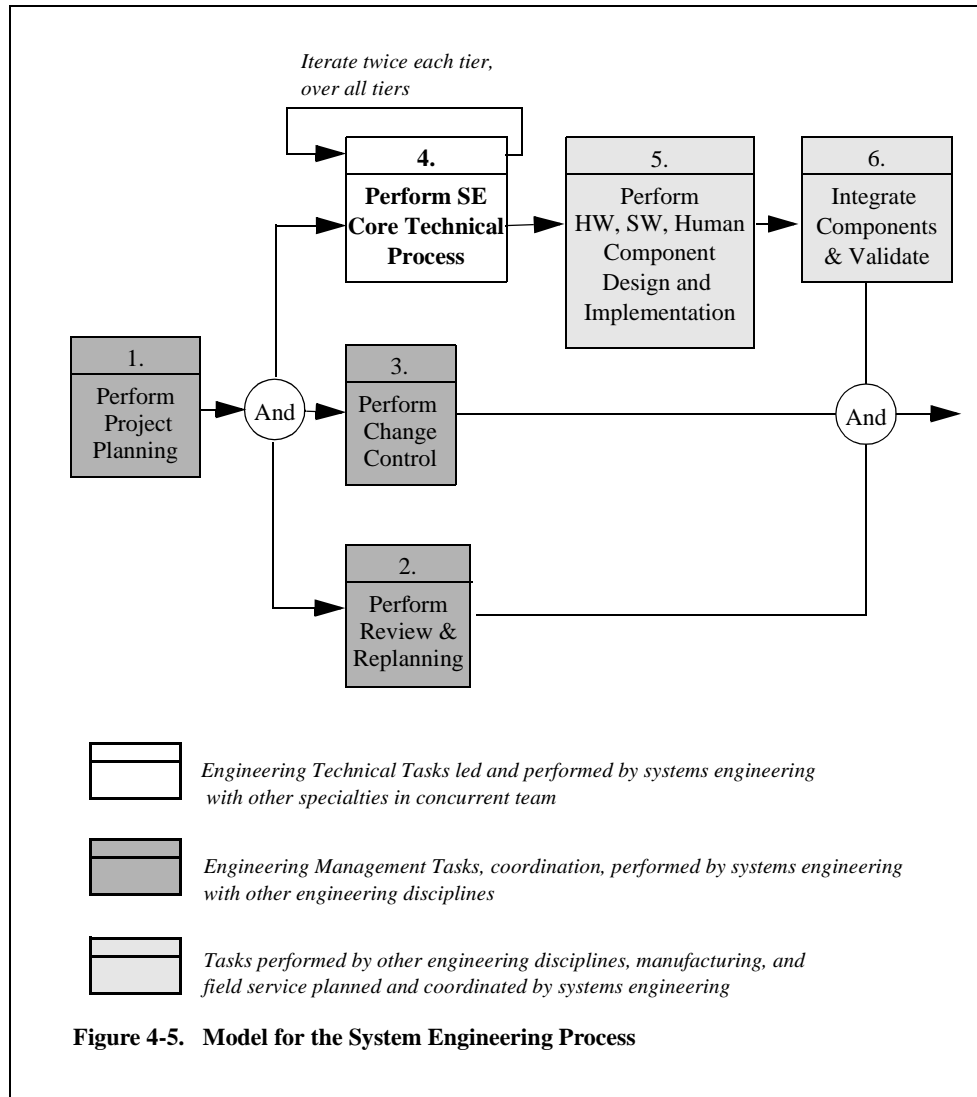 Iterate twice each tier,
over all tiers
4.
Perform SE
Core Technical
Process
5.
Perform
HW, SW, Human
Component
Design and
Implementation
6.
Integrate
Components
& Validate
1.
Perform
Project
Planning
And
3.
Perform
Change
Control
And
2.
Perform
Review &
Replanning
Engineering Technical Tasks led and performed by systems engineering
with other specialties in concurrent team
Engineering Management Tasks, coordination, performed by systems engineering
with other engineering disciplines
Tasks performed by other engineering disciplines, manufacturing, and
field service planned and coordinated by systems engineering
Figure 4-5. Model for the System Engineering Process